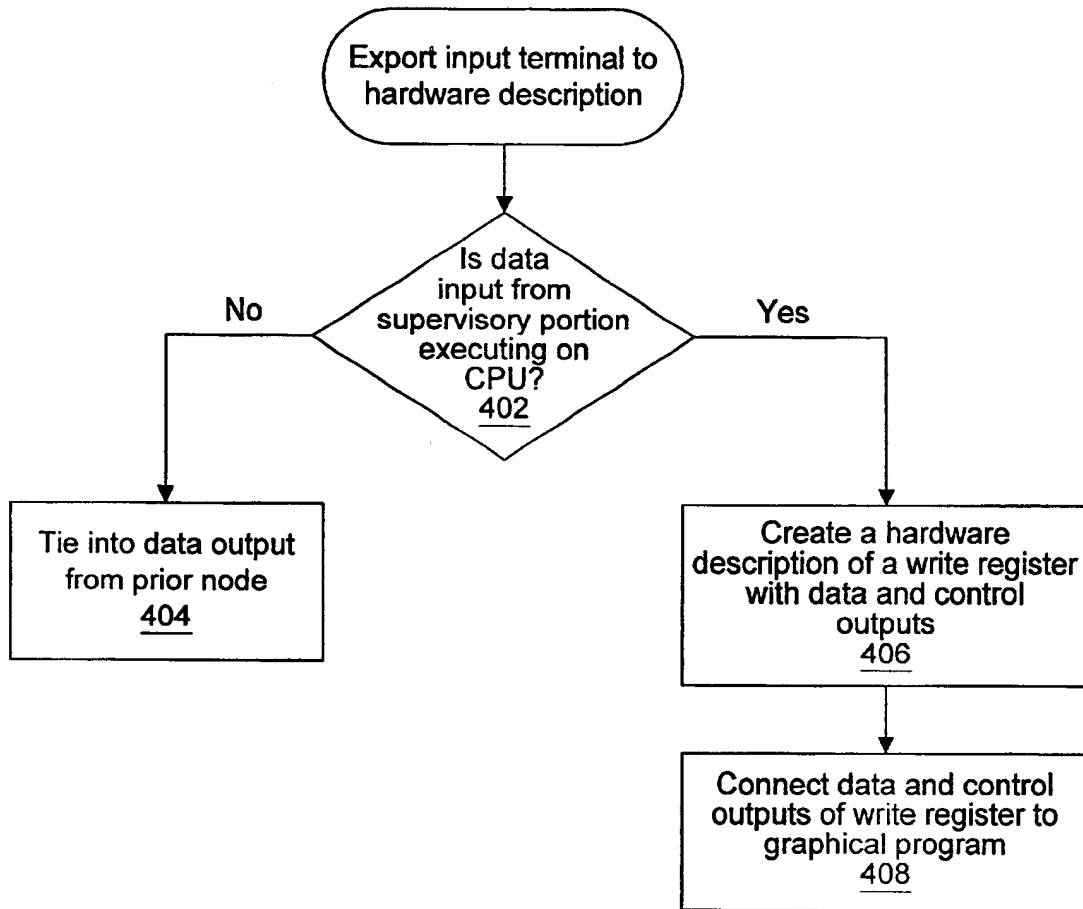 Export input terminal to
hardware description
Is data
input from
supervisory portion
executing on
CPU?
402
No
Yes
Tie into data output
from prior node
404
Create a hardware
description of a write register
with data and control
outputs
406
Connect data and control
outputs of write register to
graphical program
408